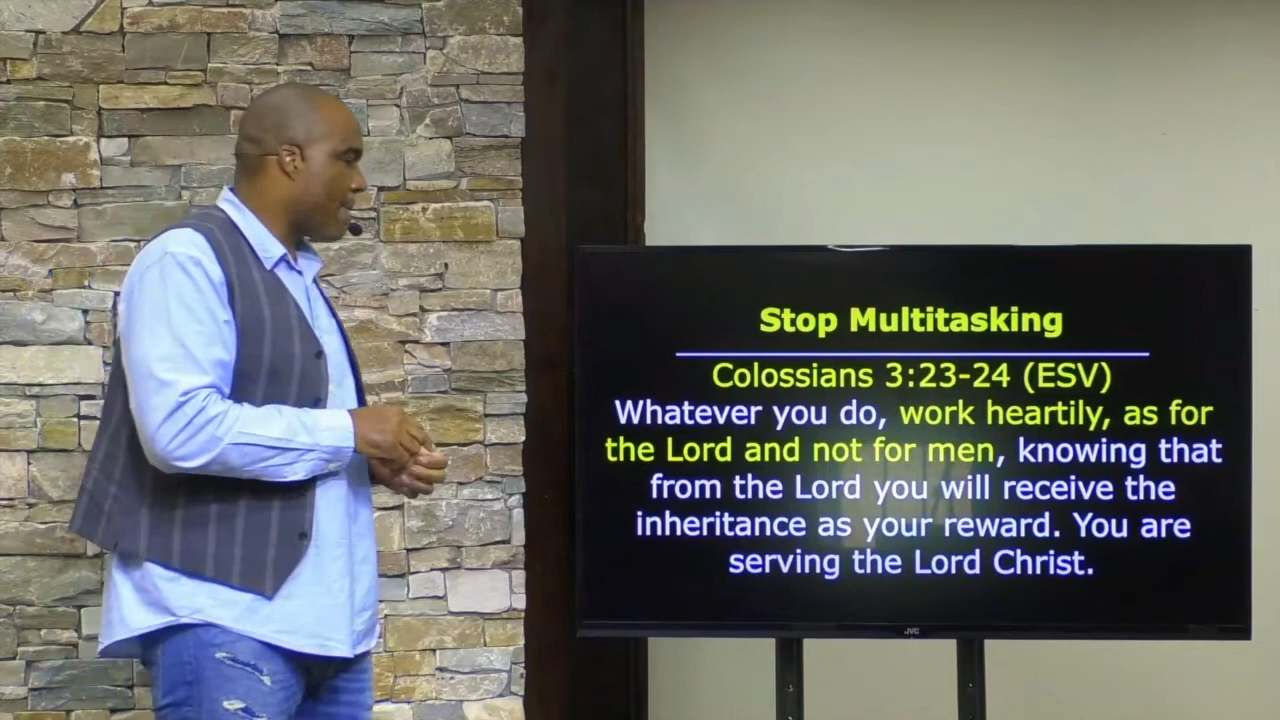 Stop Multitasking
Colossians 3:23-24 (ESV)
Whatever you do, work heartily, as for
the Lord and not for men, knowing that
from the Lord you will receive the
inheritance as your reward. You are
serving the Lord Christ.
JVC